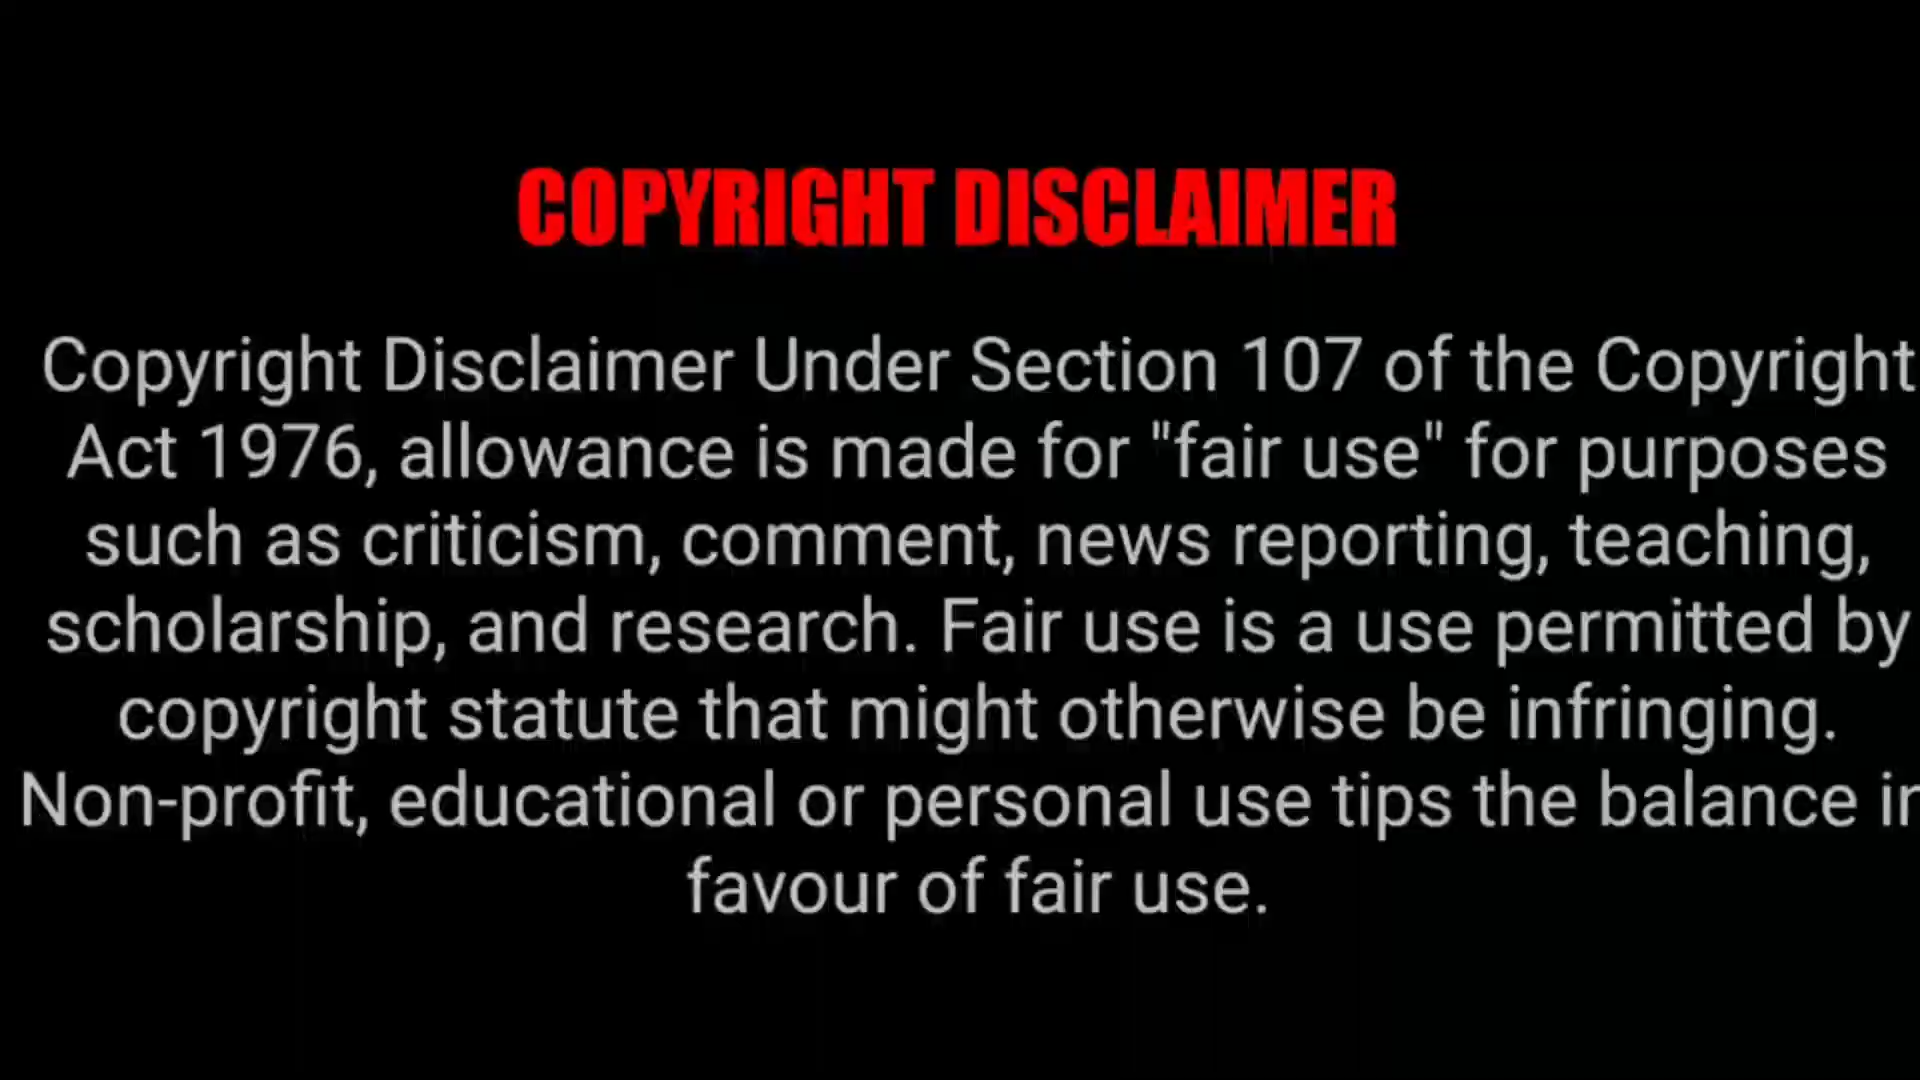 COPYRIGHT DISCLAIMER
Copyright Disclaimer Under Section 107 of the Copyright
Act 1976, allowance is made for "fair use" for purposes
such as criticism, comment, news reporting, teaching,
scholarship, and research. Fair use is a use permitted by
copyright statute that might otherwise be infringing.
Non-profit, educational or personal use tips the balance in
favour of fair use.